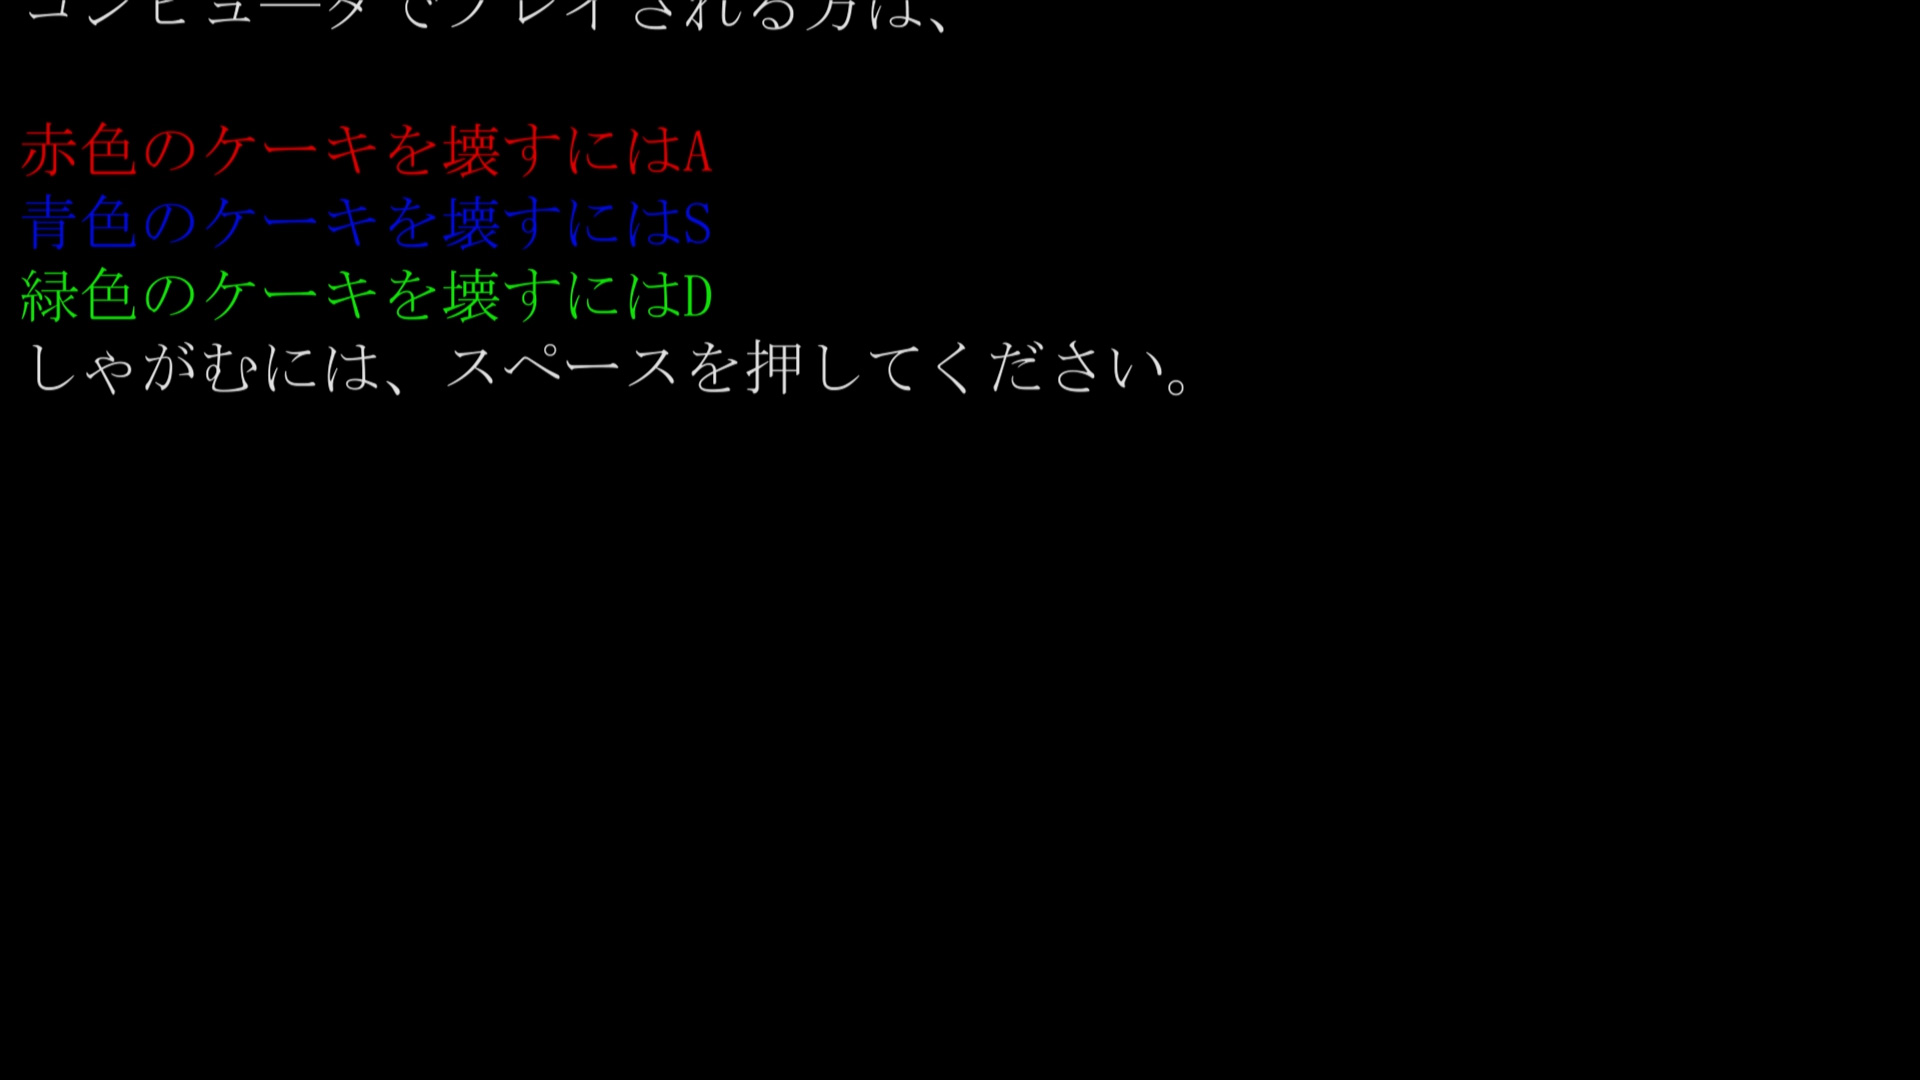 コンピュータでプレイされる方は、
赤色のケーキを壊すにはA
青色のケーキを壊すにはS
緑色のケーキを壊すにはD
しゃがむには、スペースを押してください。